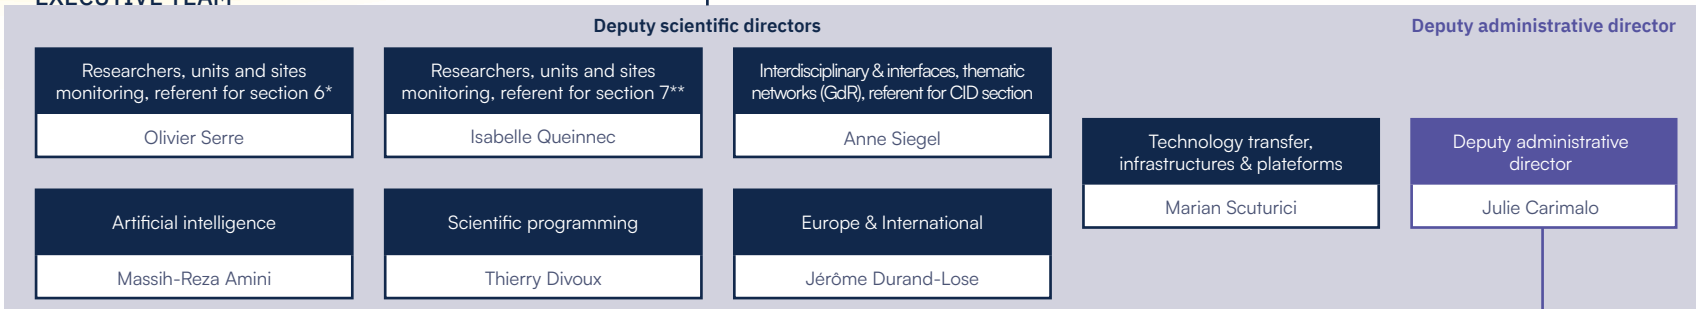 EXECUTIVE TEAM
Deputy scientific directors
Deputy administrative director
Researchers, units and sites
monitoring, referent for section 6*
Olivier Serre
Researchers, units and sites
monitoring, referent for section 7**
Isabelle Queinnec
Interdisciplinary & interfaces, thematic
networks (GdR), referent for CID section
Anne Siegel
Technology transfer,
infrastructures & plateforms
Marian Scuturici
Deputy administrative
director
Julie Carimalo
Artificial intelligence
Massih-Reza Amini
Scientific programming
Thierry Divoux
Europe & International
Jérôme Durand-Lose